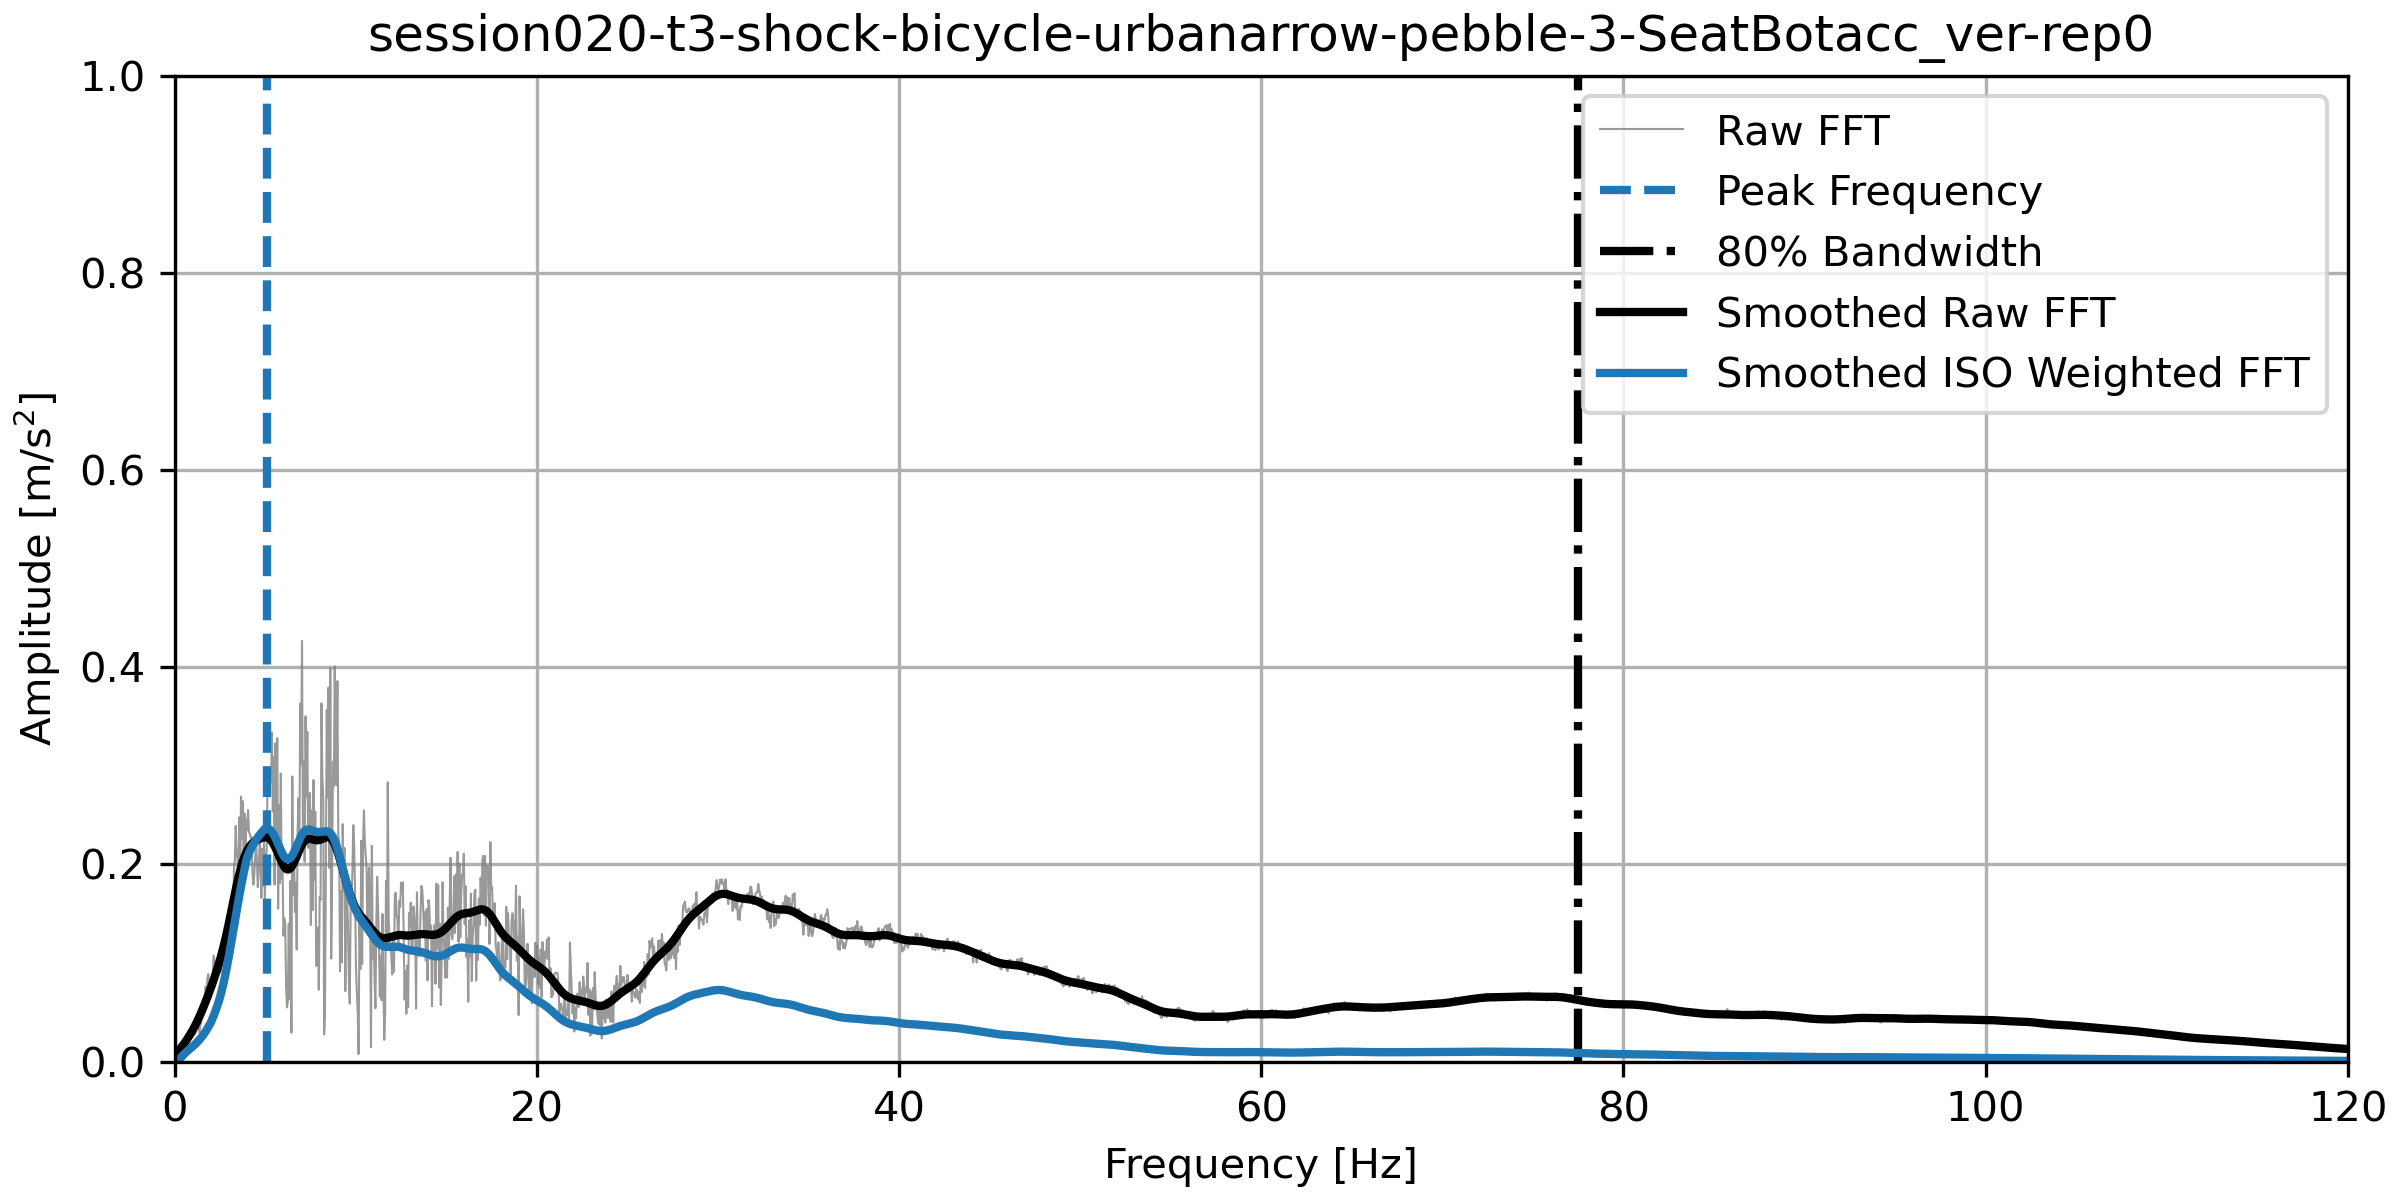 session020-t3-shock-bicycle-urbanarrow-pebble-3-SeatBotacc_ver-rep0
1.0
0.8
0.6
0.4
0.2
0.0
Amplitude [m/s²]
Raw FFT
Peak Frequency
80% Bandwidth
Smoothed Raw FFT
Smoothed ISO Weighted FFT
0 20 40 60 80 100 120
Frequency [Hz]